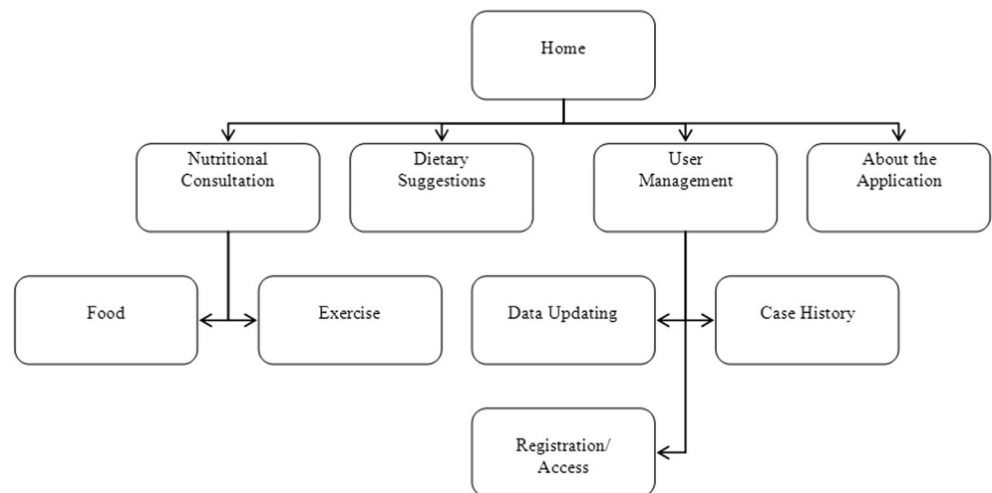 Home
Nutritional
Consultation
Dietary
Suggestions
User
Management
About the
Application
Food
Exercise
Data Updating
Case History
Registration/
Access